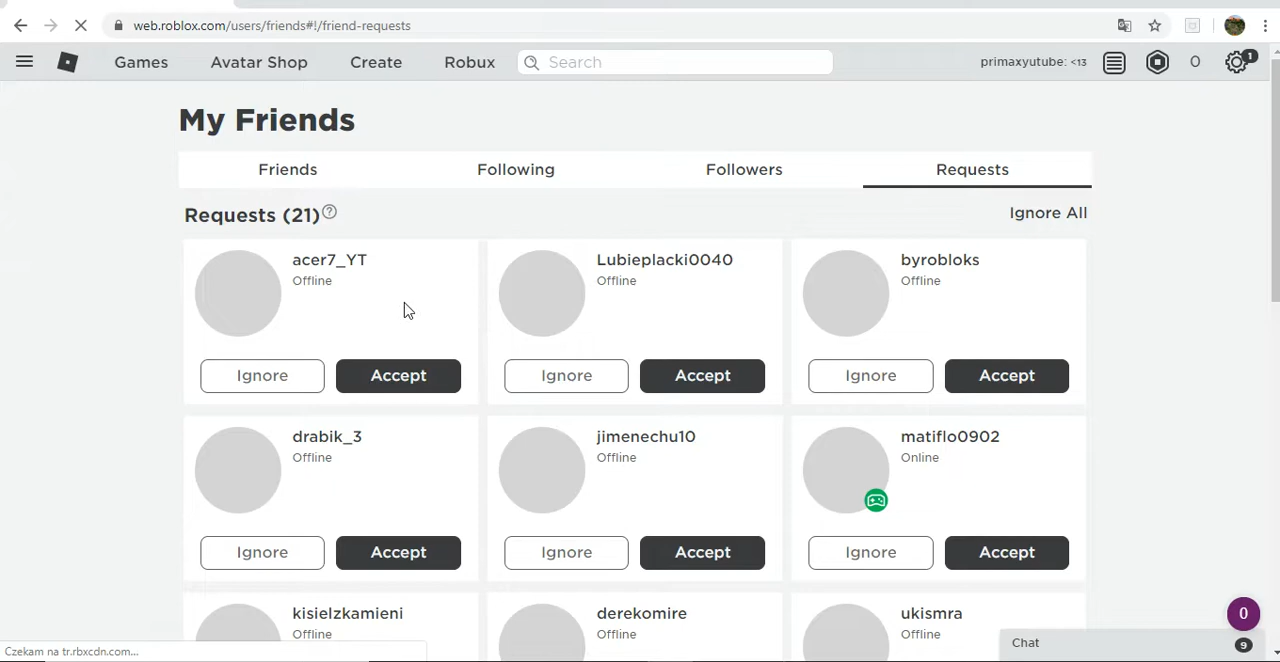 web.roblox.com/users/friends#!/friend-requests
Games Avatar Shop Create Robux Search primaxyutube: <13 0 1
My Friends
Friends Following Followers Requests
Requests (21) ? Ignore All
acer7_YT Lubieplacki0040 byrobloks
Offline Offline Offline
Ignore Accept Ignore Accept Ignore Accept
drabik_3 jimenechu10 matiflo0902
Offline Offline Online
Ignore Accept Ignore Accept Ignore Accept
kisielzkamieni derekomire ukismra
Offline Offline Offline
0
Chat 9
Czekam na tr.rbxcdn.com...